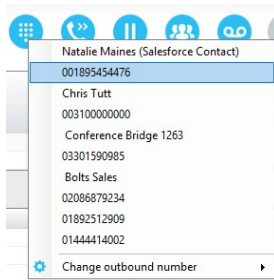 Natalie Maines (Salesforce Contact)
001895454476
Chris Tutt
003100000000
Conference Bridge 1263
03301590985
Bolts Sales
02086879234
01892512909
01444414002
Change outbound number